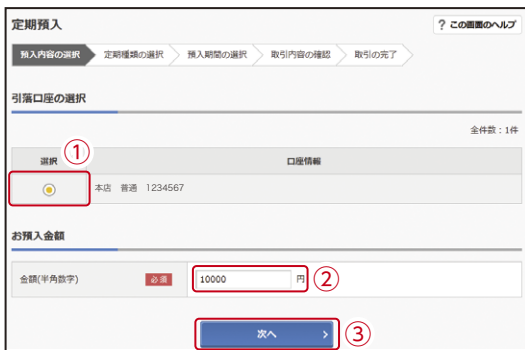 定期預入
? この画面のヘルプ
預入内容の選択 定期種類の選択 預入期間の選択 取引内容の確認 取引の完了
引落口座の選択
全件数：1件
①
選択 口座情報
本店 普通 1234567
お預入金額
金額(半角数字) 必須 10000 円 ②
次へ ③